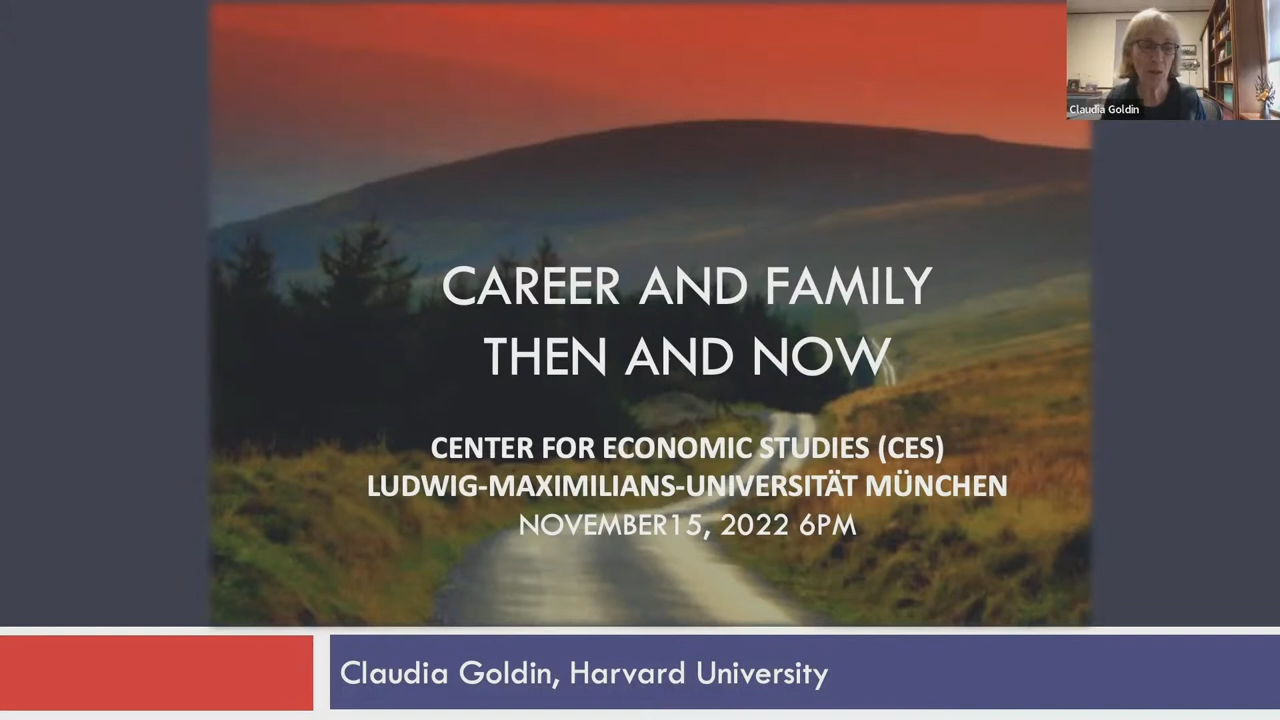 Claudia Goldin
CAREER AND FAMILY
THEN AND NOW
CENTER FOR ECONOMIC STUDIES (CES)
LUDWIG-MAXIMILIANS-UNIVERSITÄT MÜNCHEN
NOVEMBER15, 2022 6PM
Claudia Goldin, Harvard University